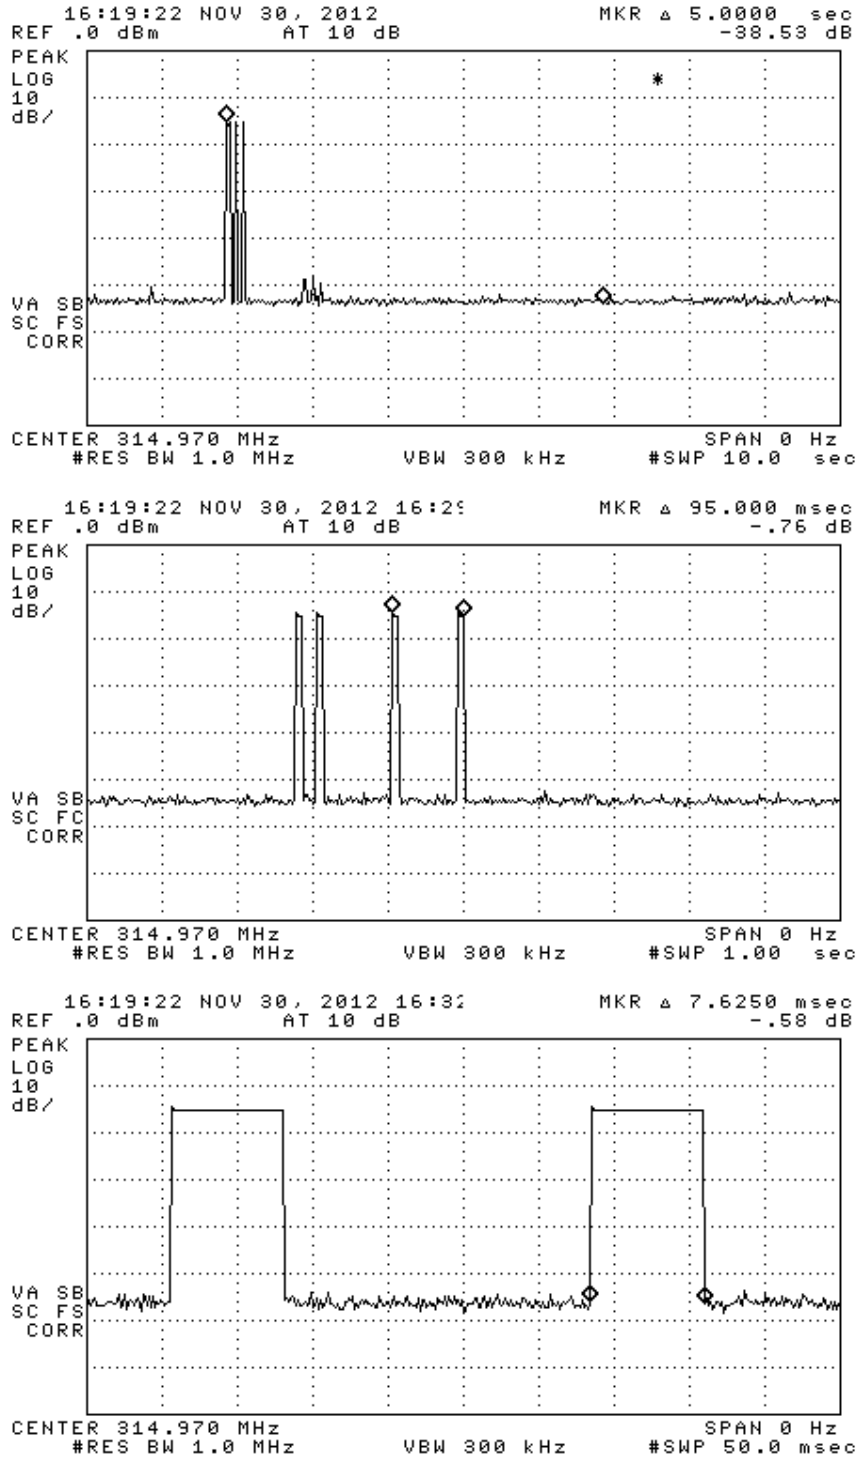 16:19:22 NOV 30, 2012 MKR Δ 5.0000 sec
REF .0 dBm AT 10 dB -38.53 dB
PEAK
LOG
10
dB/
*
VA SB
SC FS
CORR
CENTER 314.970 MHz SPAN 0 Hz
#RES BW 1.0 MHz VBW 300 kHz #SWP 10.0 sec
16:19:22 NOV 30, 2012 16:29 MKR Δ 95.000 msec
REF .0 dBm AT 10 dB -.76 dB
PEAK
LOG
10
dB/
VA SB
SC FC
CORR
CENTER 314.970 MHz SPAN 0 Hz
#RES BW 1.0 MHz VBW 300 kHz #SWP 1.00 sec
16:19:22 NOV 30, 2012 16:32 MKR Δ 7.6250 msec
REF .0 dBm AT 10 dB -.58 dB
PEAK
LOG
10
dB/
VA SB
SC FS
CORR
CENTER 314.970 MHz SPAN 0 Hz
#RES BW 1.0 MHz VBW 300 kHz #SWP 50.0 msec